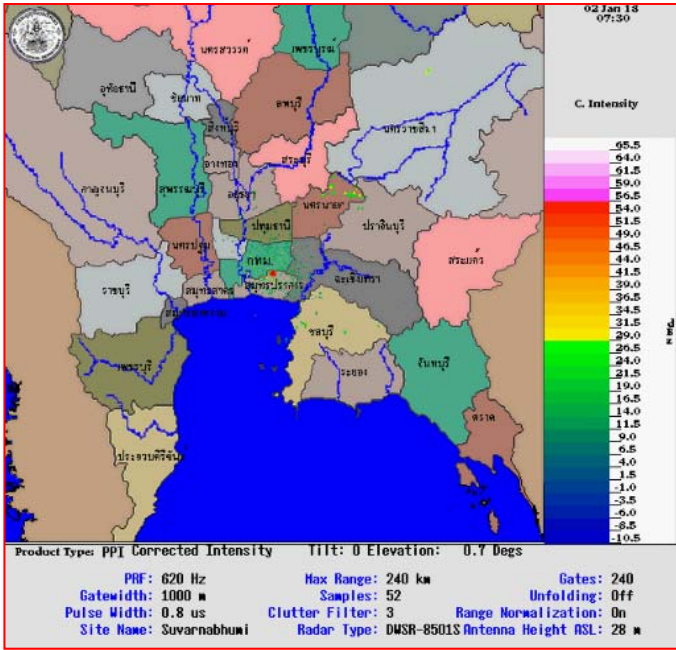 02 Jan 18
07:30
C. Intensity
65.5
64.0
61.5
59.0
56.5
54.0
51.5
49.0
46.5
44.0
41.5
39.0
36.5
34.0
31.5
29.0
26.5
24.0
21.5
19.0
16.5
14.0
11.5
9.0
6.5
4.0
1.5
-1.0
-3.5
-6.0
-8.5
-10.5
นครสวรรค์
เพชรบูรณ์
อุทัยธานี
ชัยนาท
ลพบุรี
สิงห์บุรี
นครราชสีมา
อ่างทอง
สระบุรี
กาญจนบุรี
สุพรรณบุรี
อยุธยา
นครนายก
ปราจีนบุรี
ปทุมธานี
นครปฐม
กทม.
สระแก้ว
ราชบุรี
สมุทรสาคร
สมุทรปราการ
ฉะเชิงเทรา
ชลบุรี
เพชรบุรี
ระยอง
จันทบุรี
ตราด
ประจวบคีรีขันธ์
Product Type: PPI Corrected Intensity Tilt: 0 Elevation: 0.7 Degs
PRF: 620 Hz Max Range: 240 km Gates: 240
Gatewidth: 1000 m Samples: 52 Unfolding: Off
Pulse Width: 0.8 us Clutter Filter: 3 Range Normalization: On
Site Name: Suvarnabhumi Radar Type: DWSR-8501S Antenna Height ASL: 28 m